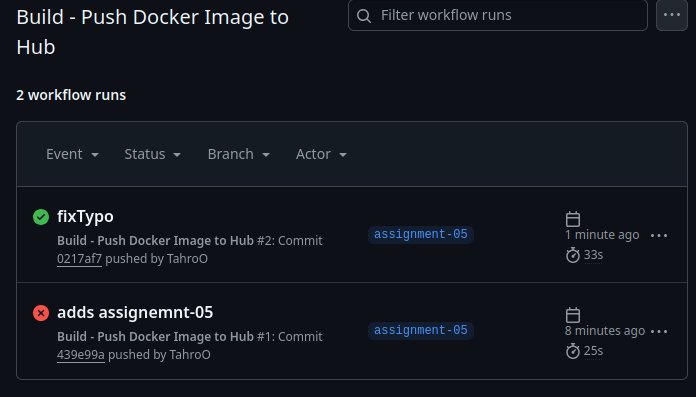 Build - Push Docker Image to
Hub
Filter workflow runs
2 workflow runs
Event Status Branch Actor
fixTypo
Build - Push Docker Image to Hub #2: Commit
0217af7 pushed by TahroO
assignment-05
1 minute ago
33s
adds assignemnt-05
Build - Push Docker Image to Hub #1: Commit
439e99a pushed by TahroO
assignment-05
8 minutes ago
25s